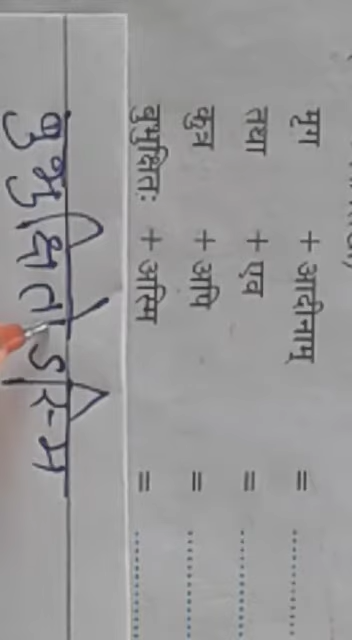 मृग + आदीनाम् = ..........
तथा + एव = ..........
कुत्र + अपि = ..........
बुभुक्षितः + अस्मि = ..........
बुभुक्षितोऽस्मि